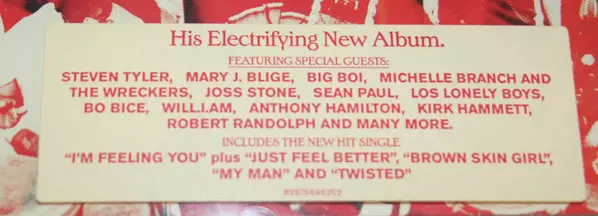 His Electrifying New Album.
FEATURING SPECIAL GUESTS:
STEVEN TYLER, MARY J. BLIGE, BIG BOI, MICHELLE BRANCH AND
THE WRECKERS, JOSS STONE, SEAN PAUL, LOS LONELY BOYS,
BO BICE, WILL.I.AM, ANTHONY HAMILTON, KIRK HAMMETT,
ROBERT RANDOLPH AND MANY MORE.
INCLUDES THE NEW HIT SINGLE
“I’M FEELING YOU” plus “JUST FEEL BETTER”, “BROWN SKIN GIRL”,
“MY MAN” AND “TWISTED”